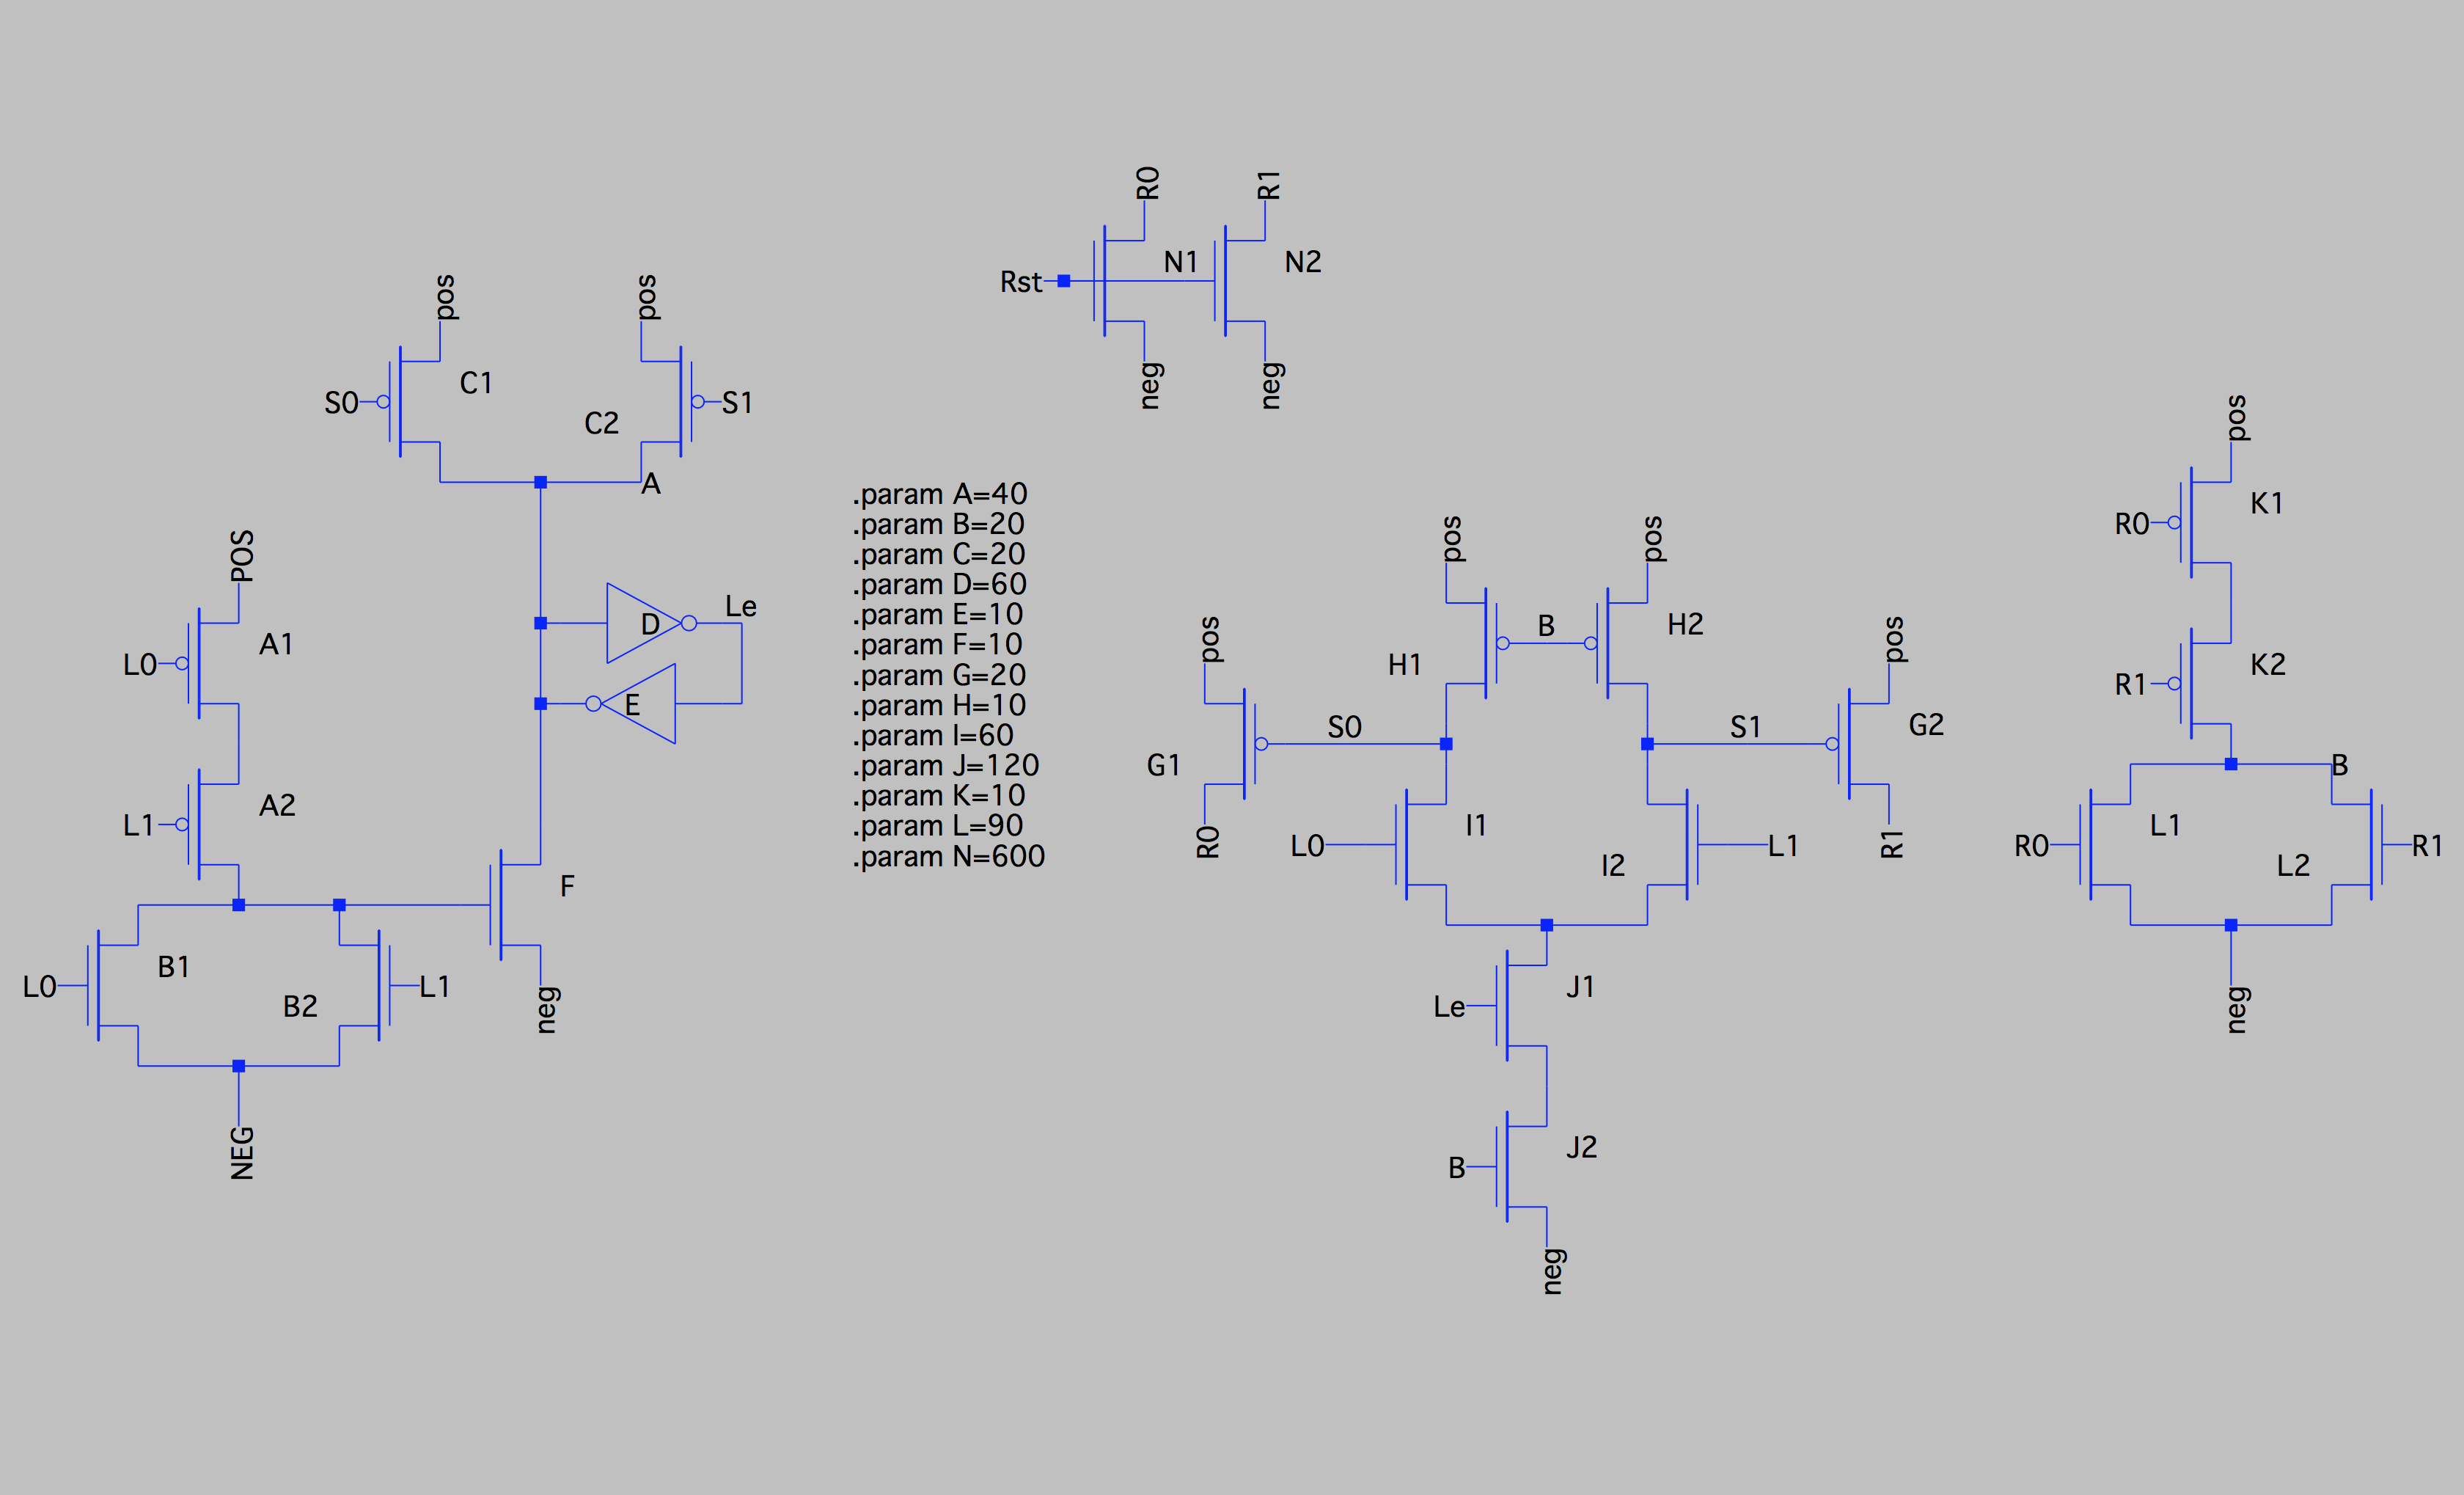 R0
R1
Rst
N1
N2
neg
neg
pos
pos
S0
C1
C2
S1
A
POS
L0
A1
L1
A2
D
Le
E
F
L0
B1
B2
L1
neg
NEG
.param A=40
.param B=20
.param C=20
.param D=60
.param E=10
.param F=10
.param G=20
.param H=10
.param I=60
.param J=120
.param K=10
.param L=90
.param N=600
pos
pos
pos
B
H1
H2
pos
G1
S0
S1
G2
R0
R1
L0
I1
I2
L1
Le
J1
B
J2
neg
pos
R0
K1
R1
K2
B
R0
L1
L2
R1
neg